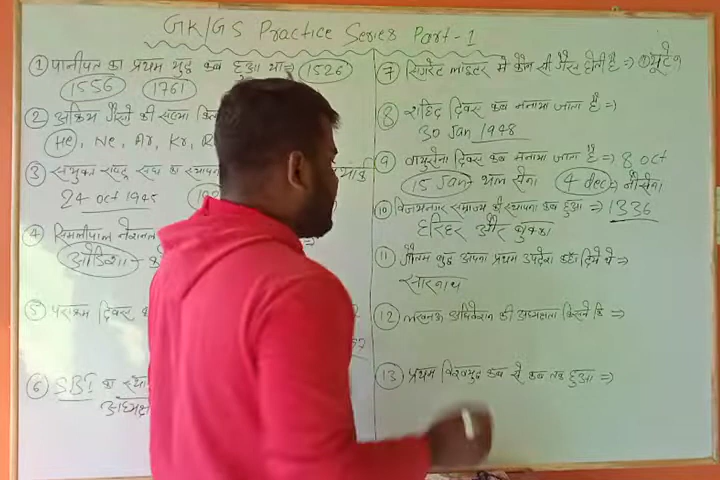 GK/GS Practice Series Part-1
① पानीपत का प्रथम युद्ध कब हुआ था⇒ 1526
1556 1761
② अक्रिय गैसों की संख्या
He, Ne, Ar, Kr,
③ संयुक्त राष्ट्र संघ का स्थापना
24 Oct 1945
④ सिमलीपाल नेशनल
ओडिशा -
⑤ पराक्रम दिवस
⑥ SBI का
अध्यक्ष
⑦ सिगरेट लाइटर में कौन सी गैस होती है ⇒ ब्यूटेन
⑧ शहिद दिवस कब मनाया जाता है ⇒
30 Jan 1948
⑨ वायुसेना दिवस कब मनाया जाता है ⇒ 8 oct
15 Jan→ थल सेना 4 dec⇒ नौसेना
⑩ विजयनगर साम्राज्य की स्थापना कब हुआ ⇒ 1336
हरिहर और बुक्का
⑪ गौतम बुद्ध अपना प्रथम उपदेश कहाँ दिये थे ⇒
सारनाथ
⑫ लखनऊ अधिवेशन की अध्यक्षता किसने कि ⇒
⑬ प्रथम विश्वयुद्ध कब से कब तक हुआ ⇒